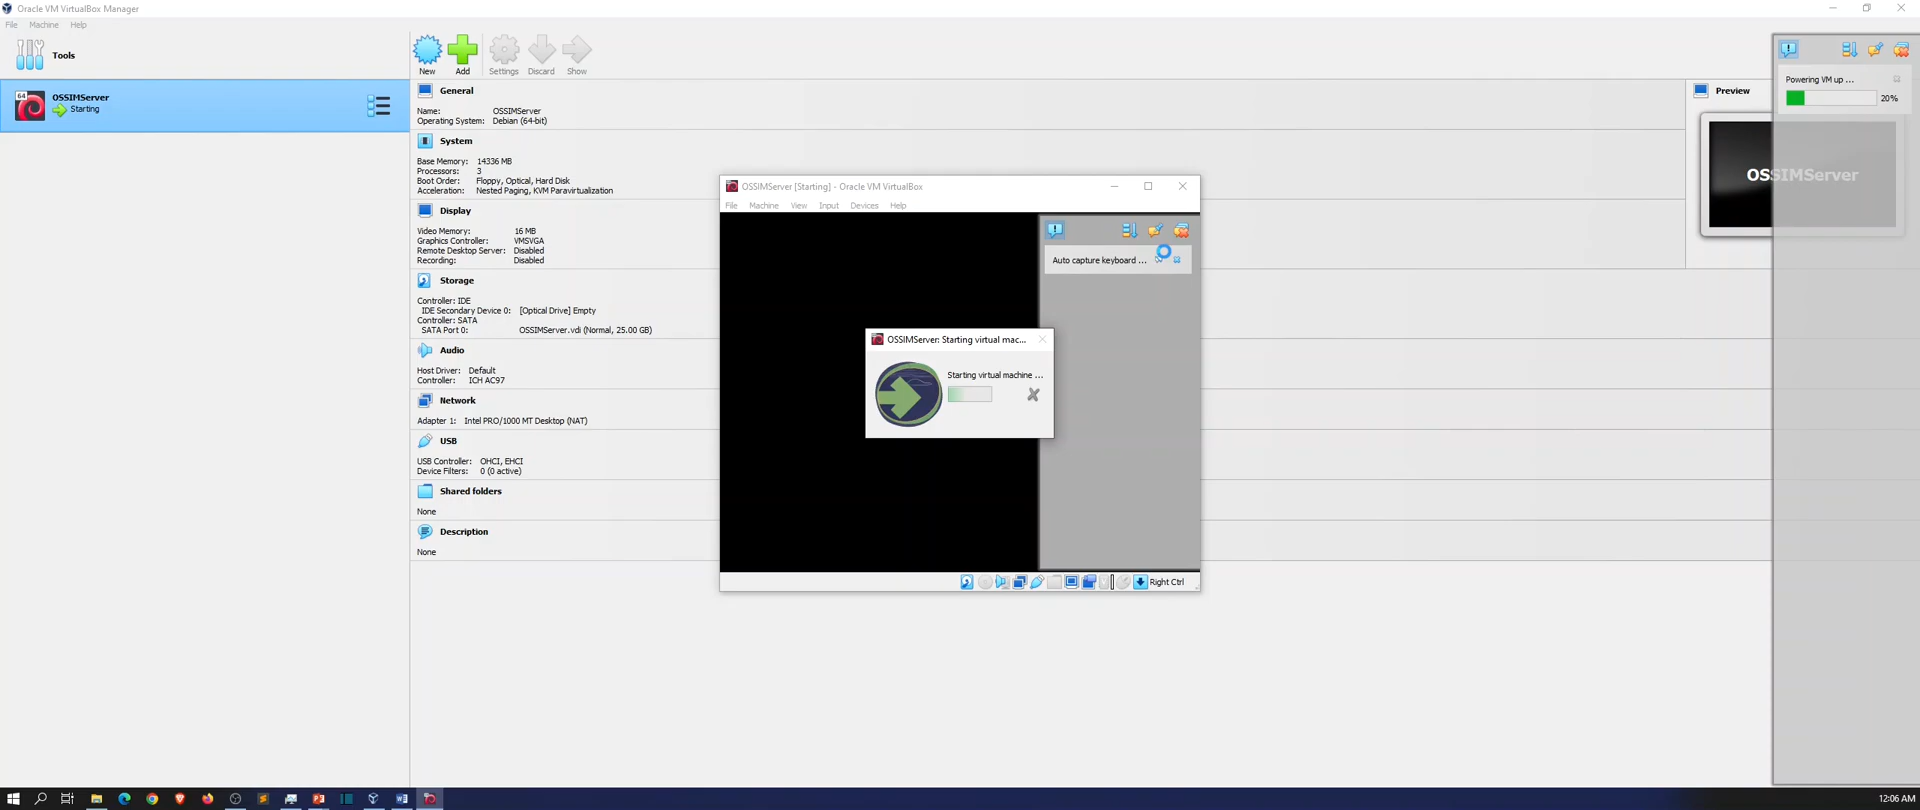 Oracle VM VirtualBox Manager
File Machine Help
Tools
64
OSSIMServer
Starting
New Add Settings Discard Show
General
Name: OSSIMServer
Operating System: Debian (64-bit)
System
Base Memory: 14336 MB
Processors: 3
Boot Order: Floppy, Optical, Hard Disk
Acceleration: Nested Paging, KVM Paravirtualization
Display
Video Memory: 16 MB
Graphics Controller: VMSVGA
Remote Desktop Server: Disabled
Recording: Disabled
Storage
Controller: IDE
IDE Secondary Device 0: [Optical Drive] Empty
Controller: SATA
SATA Port 0: OSSIMServer.vdi (Normal, 25.00 GB)
Audio
Host Driver: Default
Controller: ICH AC97
Network
Adapter 1: Intel PRO/1000 MT Desktop (NAT)
USB
USB Controller: OHCI, EHCI
Device Filters: 0 (0 active)
Shared folders
None
Description
None
OSSIMServer [Starting] - Oracle VM VirtualBox
File Machine View Input Devices Help
Auto capture keyboard ...
OSSIMServer: Starting virtual mac...
Starting virtual machine ...
Right Ctrl
Preview
OSSIMServer
Powering VM up ...
20%
12:06 AM